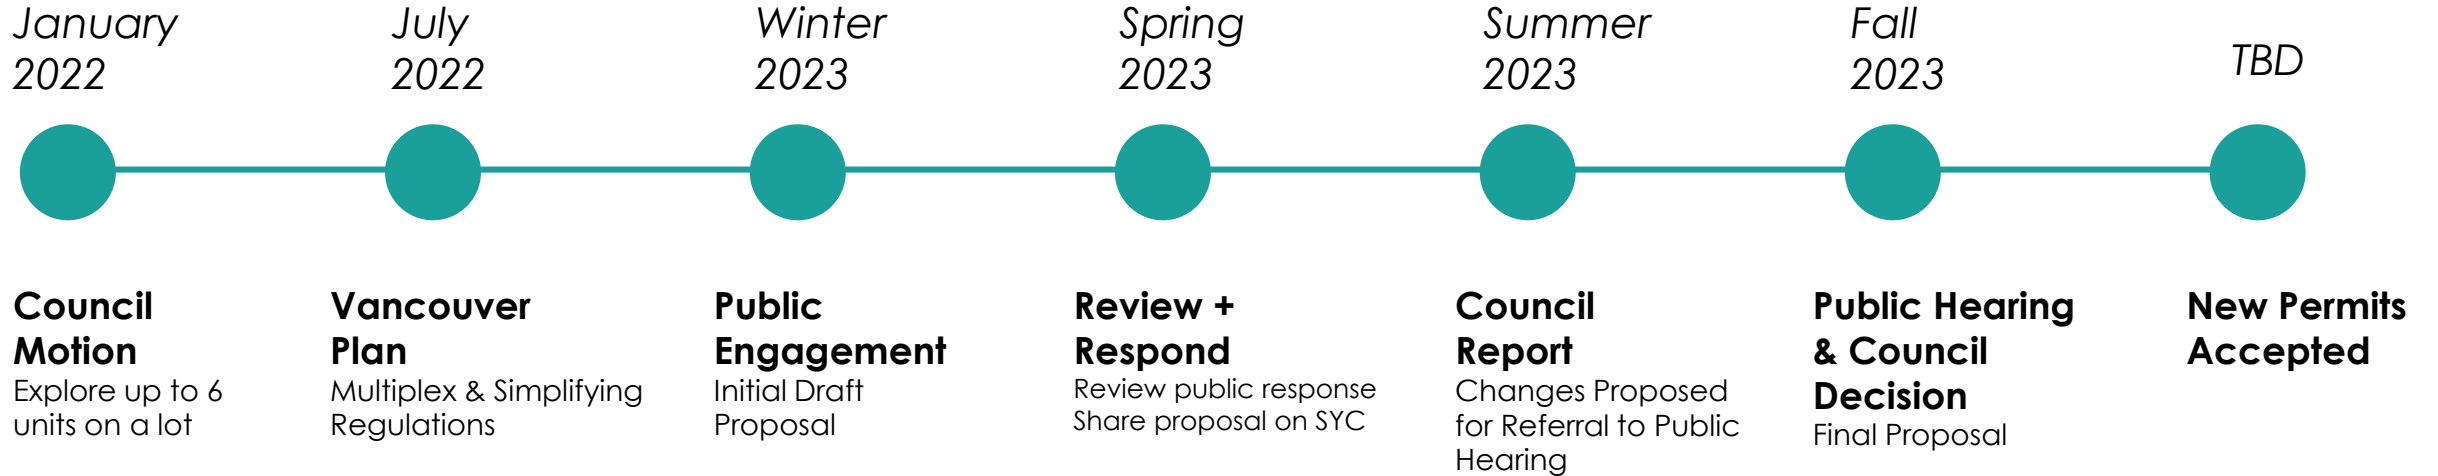 January
2022
July
2022
Winter
2023
Spring
2023
Summer
2023
Fall
2023
TBD
Council
Motion
Explore up to 6
units on a lot
Vancouver
Plan
Multiplex & Simplifying
Regulations
Public
Engagement
Initial Draft
Proposal
Review +
Respond
Review public response
Share proposal on SYC
Council
Report
Changes Proposed
for Referral to Public
Hearing
Public Hearing
& Council
Decision
Final Proposal
New Permits
Accepted